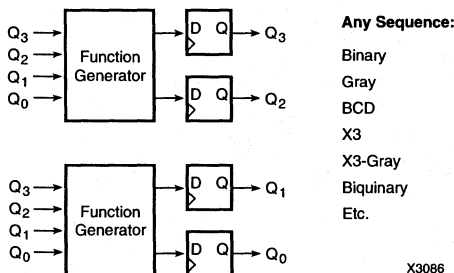 Q3
Q2
Q1
Q0
Function
Generator
D Q
Q3
D Q
Q2
Q3
Q2
Q1
Q0
Function
Generator
D Q
Q1
D Q
Q0
Any Sequence:
Binary
Gray
BCD
X3
X3-Gray
Biquinary
Etc.
X3086